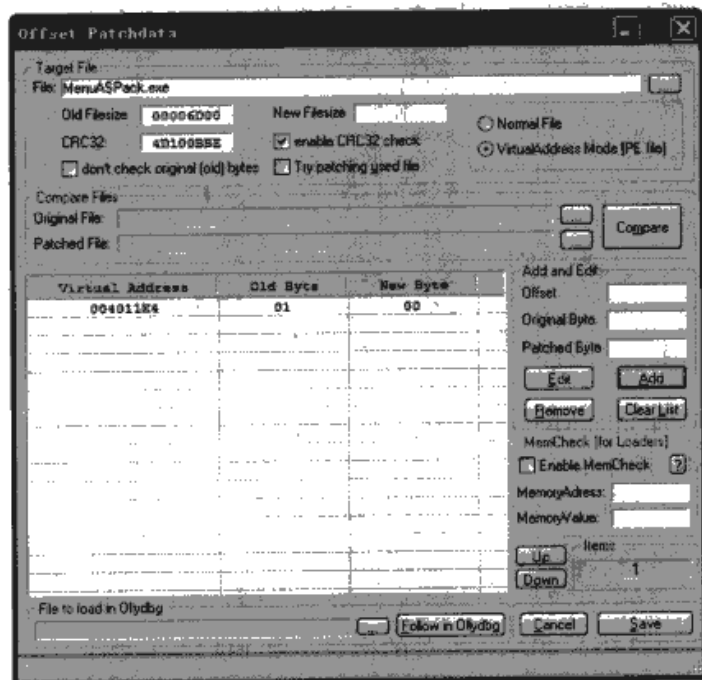 Offset Patchdata
Target File
File: MenuASPack.exe ...
Old Filesize 00006D00 New Filesize
CRC32: 4D100BBE enable CRC32 check
Normal File
VirtualAddress Mode (PE file)
don't check original (old) bytes Try patching used file
Compare Files
Original File: ...
Patched File: ...
Compare
Virtual Address Old Byte New Byte
004011E4 01 00
Add and Edit
Offset
Original Byte
Patched Byte
Edit Add
Remove Clear List
MemCheck (for Loaders)
Enable MemCheck ?
MemoryAdress:
MemoryValue:
Up
Down
Items
1
File to load in Ollydbg
... Follow in Ollydbg Cancel Save